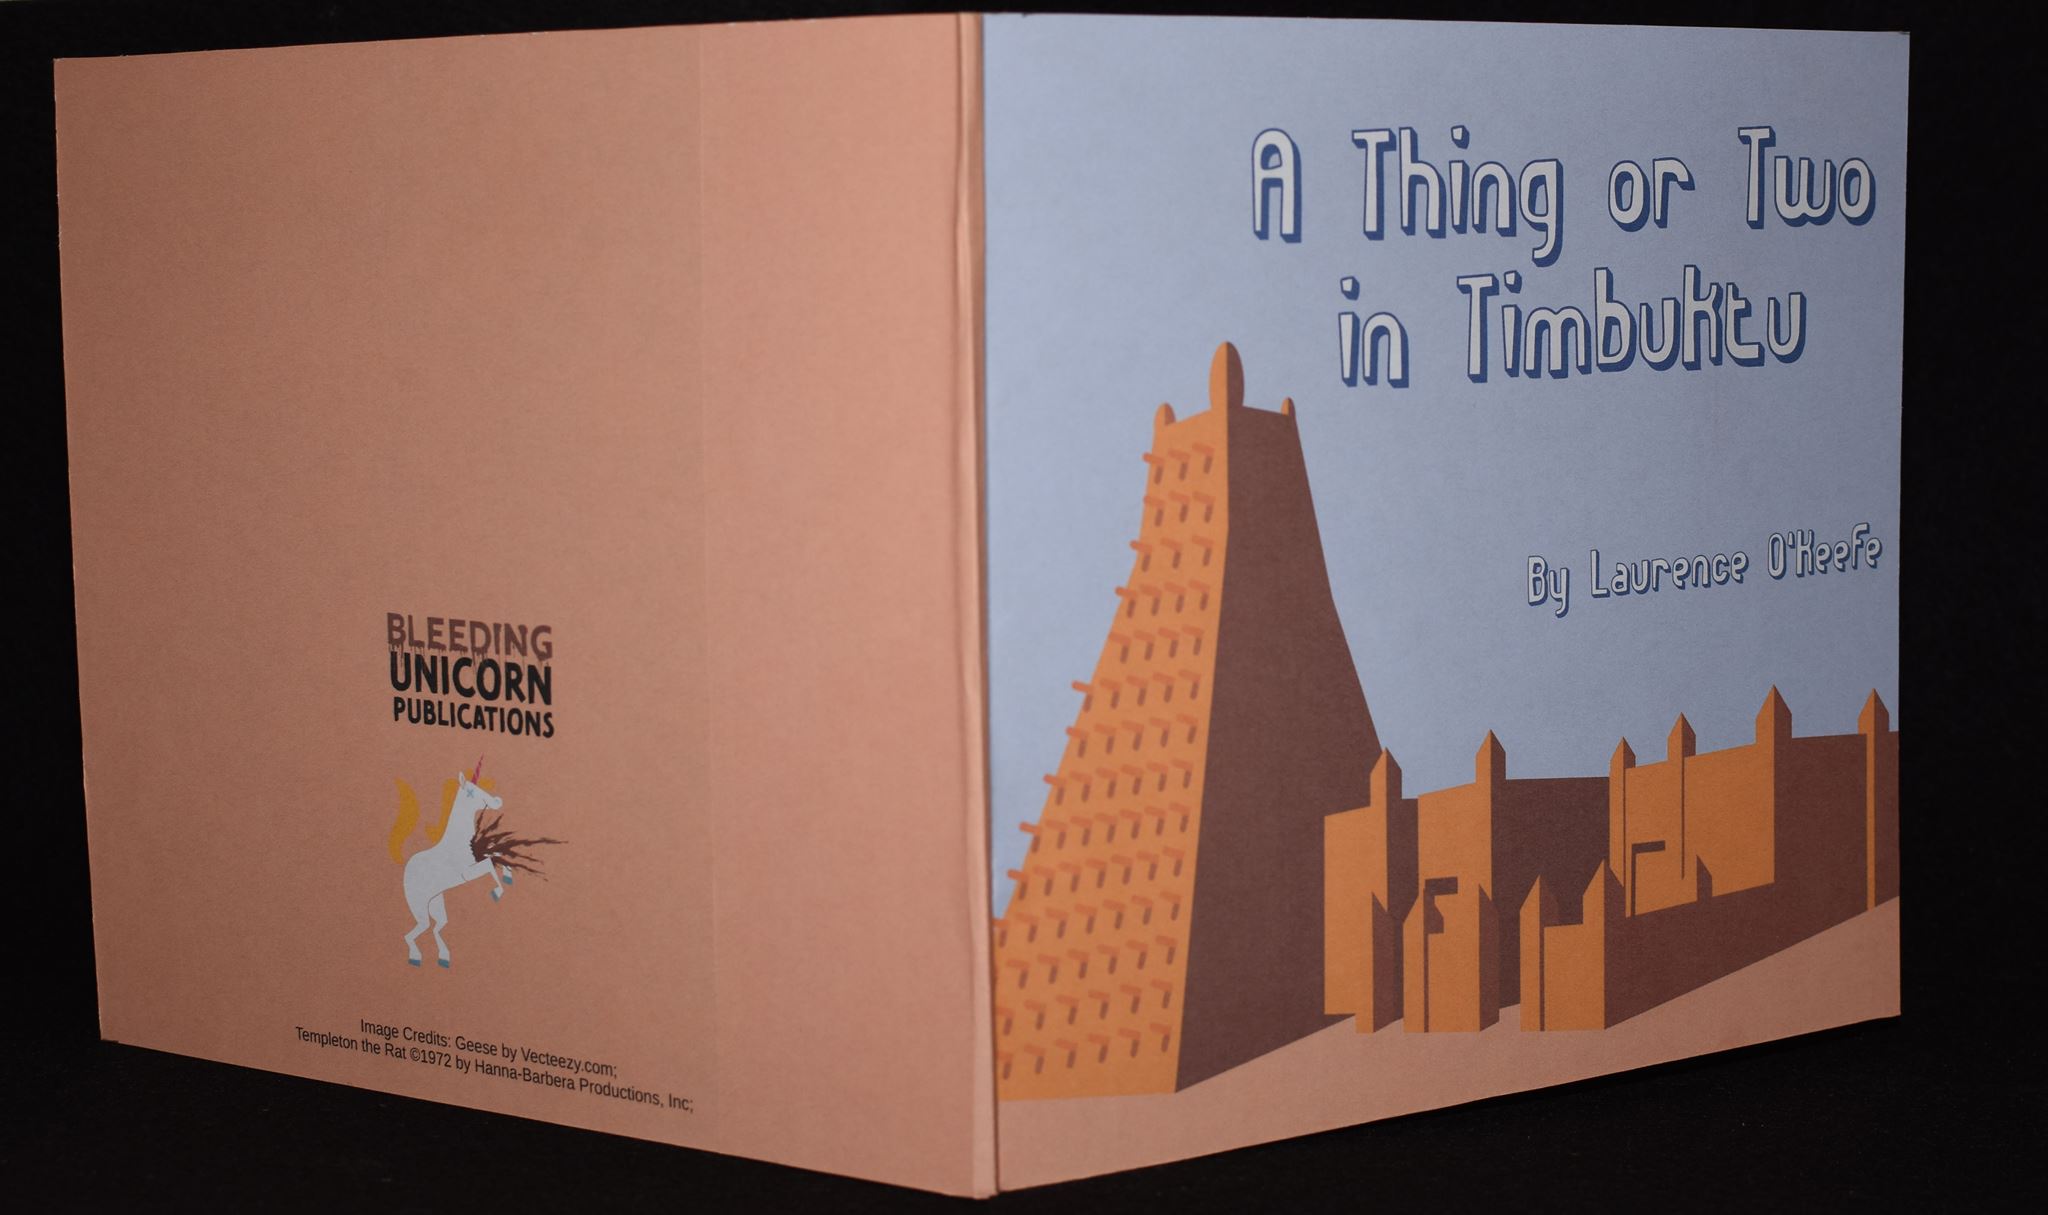 A Thing or Two
in Timbuktu
By Laurence O'Keefe
BLEEDING
UNICORN
PUBLICATIONS
Image Credits: Geese by Vecteezy.com;
Templeton the Rat ©1972 by Hanna-Barbera Productions, Inc;